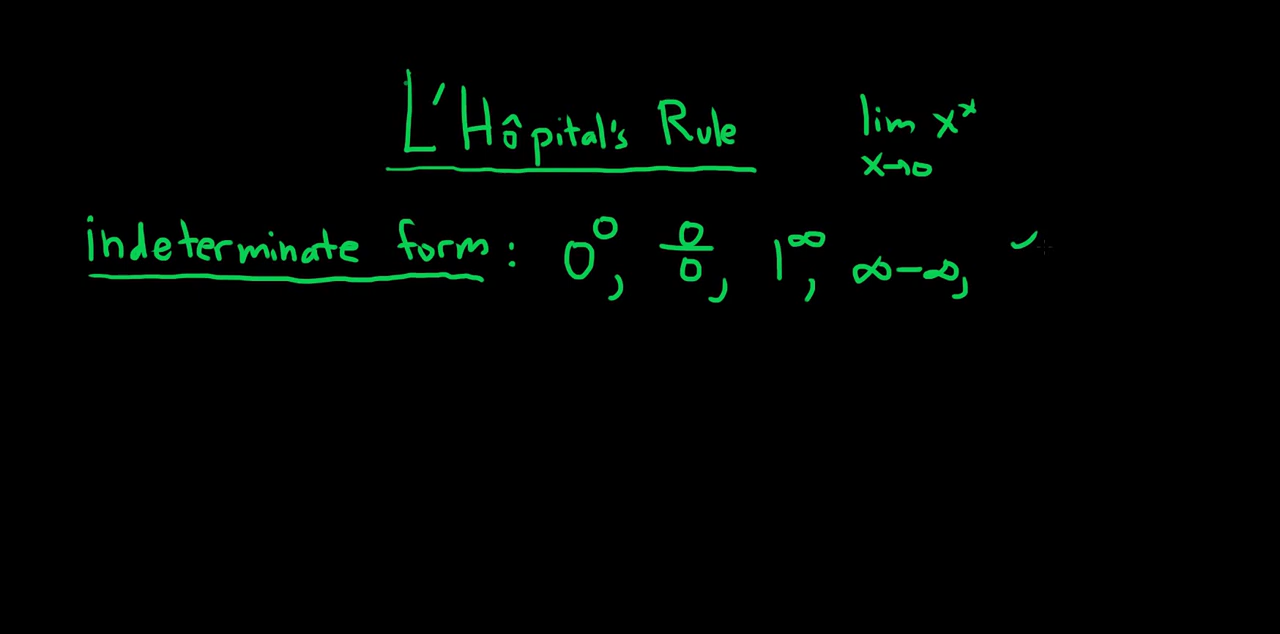 L'Hôpital's Rule
lim x^x
x→0
indeterminate form: 0^0, 0/0, 1^∞, ∞-∞,